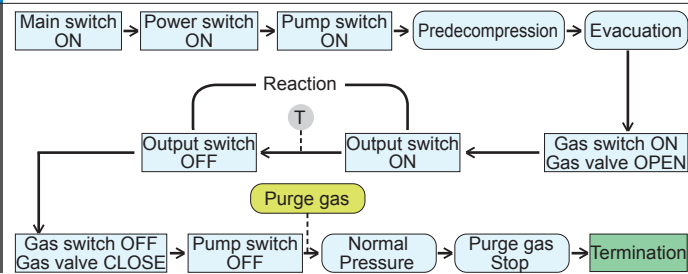 Main switch
ON
Power switch
ON
Pump switch
ON
Predecompression
Evacuation
Reaction
T
Gas switch ON
Gas valve OPEN
Output switch
ON
Output switch
OFF
Purge gas
Gas switch OFF
Gas valve CLOSE
Pump switch
OFF
Normal
Pressure
Purge gas
Stop
Termination